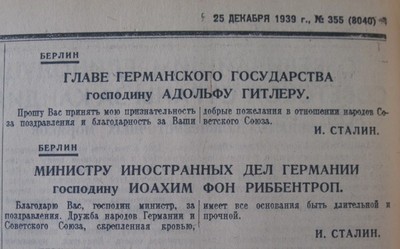 25 ДЕКАБРЯ 1939 г., № 355 (8040)
БЕРЛИН
ГЛАВЕ ГЕРМАНСКОГО ГОСУДАРСТВА
господину АДОЛЬФУ ГИТЛЕРУ.
Прошу Вас принять мою признательность
за поздравления и благодарность за Ваши
добрые пожелания в отношении народов Со-
ветского Союза.
И. СТАЛИН.
БЕРЛИН
МИНИСТРУ ИНОСТРАННЫХ ДЕЛ ГЕРМАНИИ
господину ИОАХИМ ФОН РИББЕНТРОП.
Благодарю Вас, господин министр, за
поздравления. Дружба народов Германии и
Советского Союза, скрепленная кровью,
имеет все основания быть длительной и
прочной.
И. СТАЛИН.